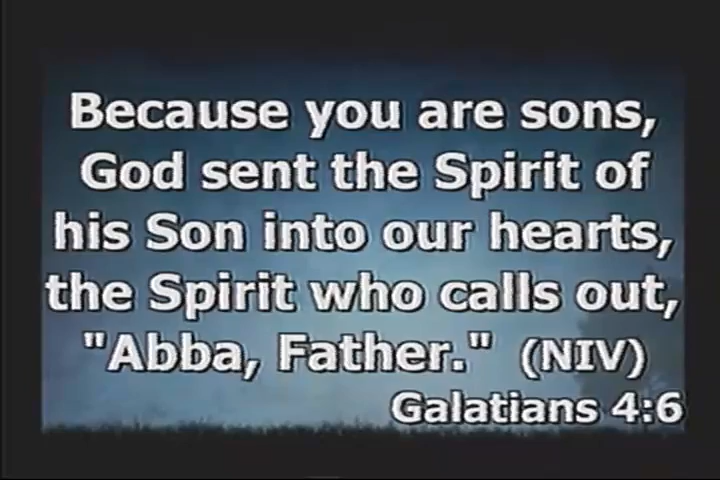 Because you are sons,
God sent the Spirit of
his Son into our hearts,
the Spirit who calls out,
"Abba, Father." (NIV)
Galatians 4:6